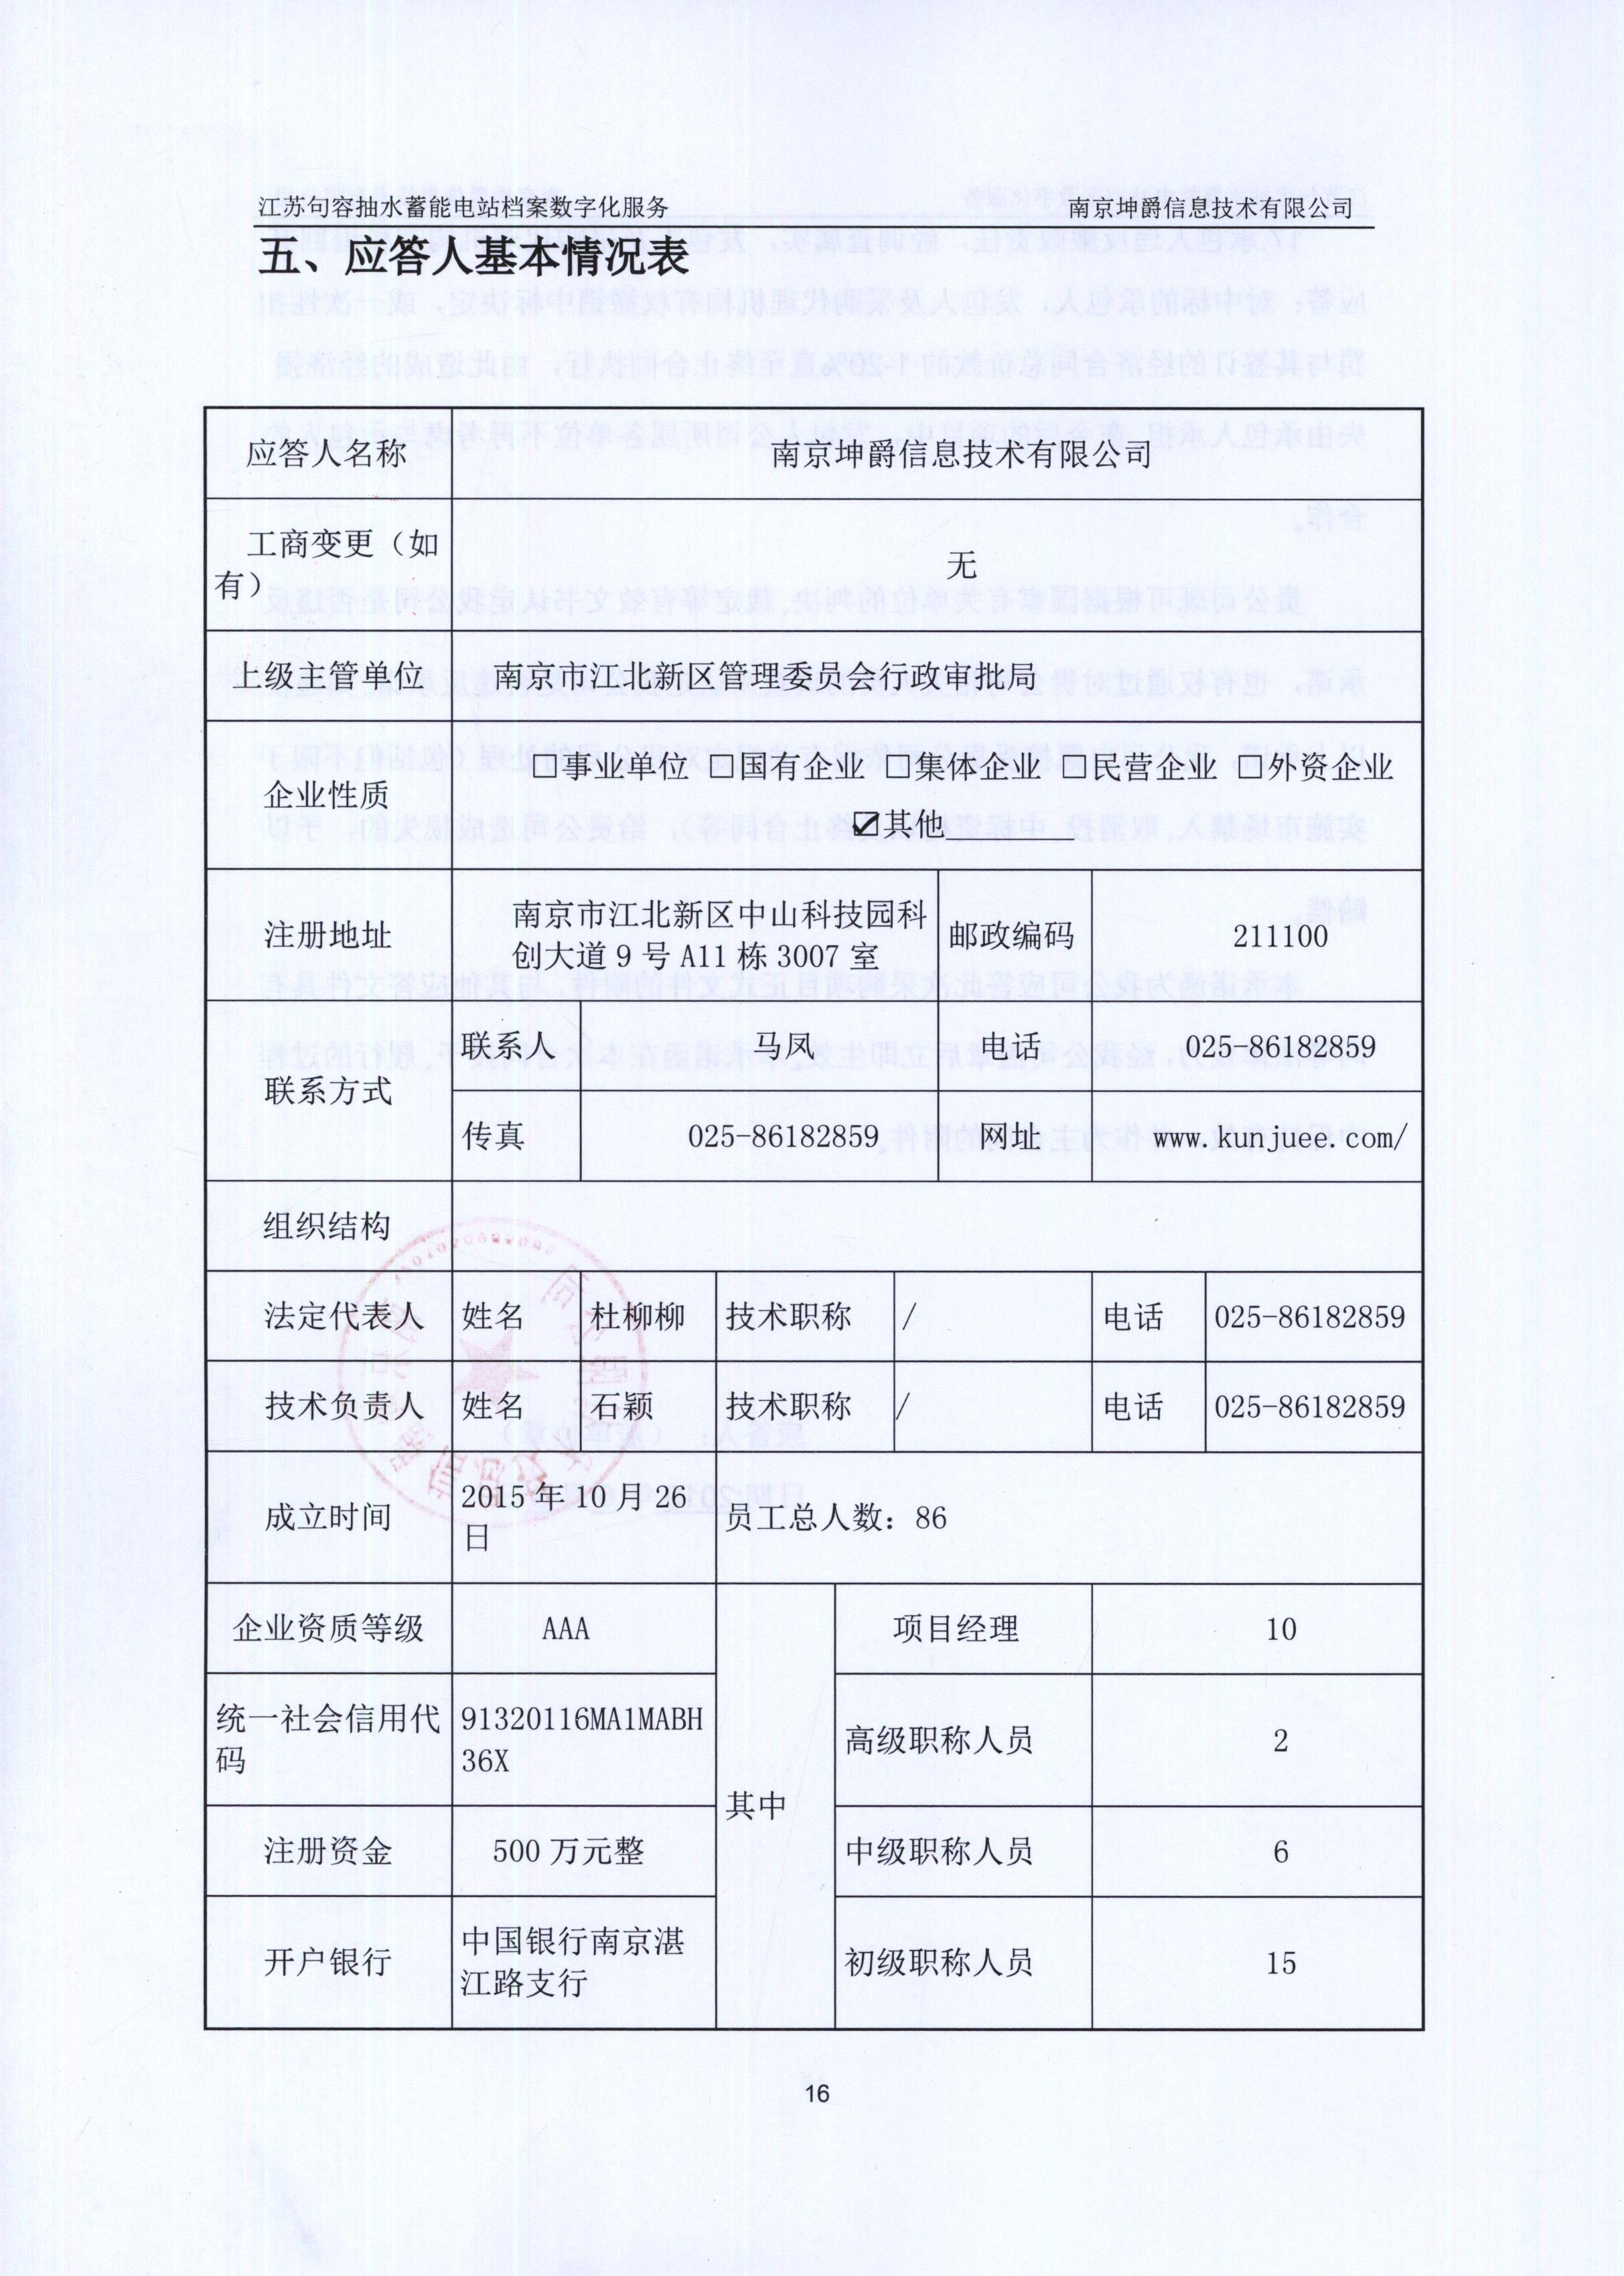 江苏句容抽水蓄能电站档案数字化服务 南京坤爵信息技术有限公司
五、应答人基本情况表
应答人名称 南京坤爵信息技术有限公司
工商变更（如
有） 无
上级主管单位 南京市江北新区管理委员会行政审批局
企业性质 □事业单位 □国有企业 □集体企业 □民营企业 □外资企业
☑其他
注册地址 南京市江北新区中山科技园科
创大道 9 号 A11 栋 3007 室 邮政编码 211100
联系方式 联系人 马凤 电话 025-86182859
传真 025-86182859 网址 www.kunjuee.com/
组织结构
法定代表人 姓名 杜柳柳 技术职称 / 电话 025-86182859
技术负责人 姓名 石颖 技术职称 / 电话 025-86182859
成立时间 2015 年 10 月 26
日 员工总人数：86
企业资质等级 AAA 其中 项目经理 10
统一社会信用代
码 91320116MA1MABH
36X 高级职称人员 2
注册资金 500 万元整 中级职称人员 6
开户银行 中国银行南京湛
江路支行 初级职称人员 15
16